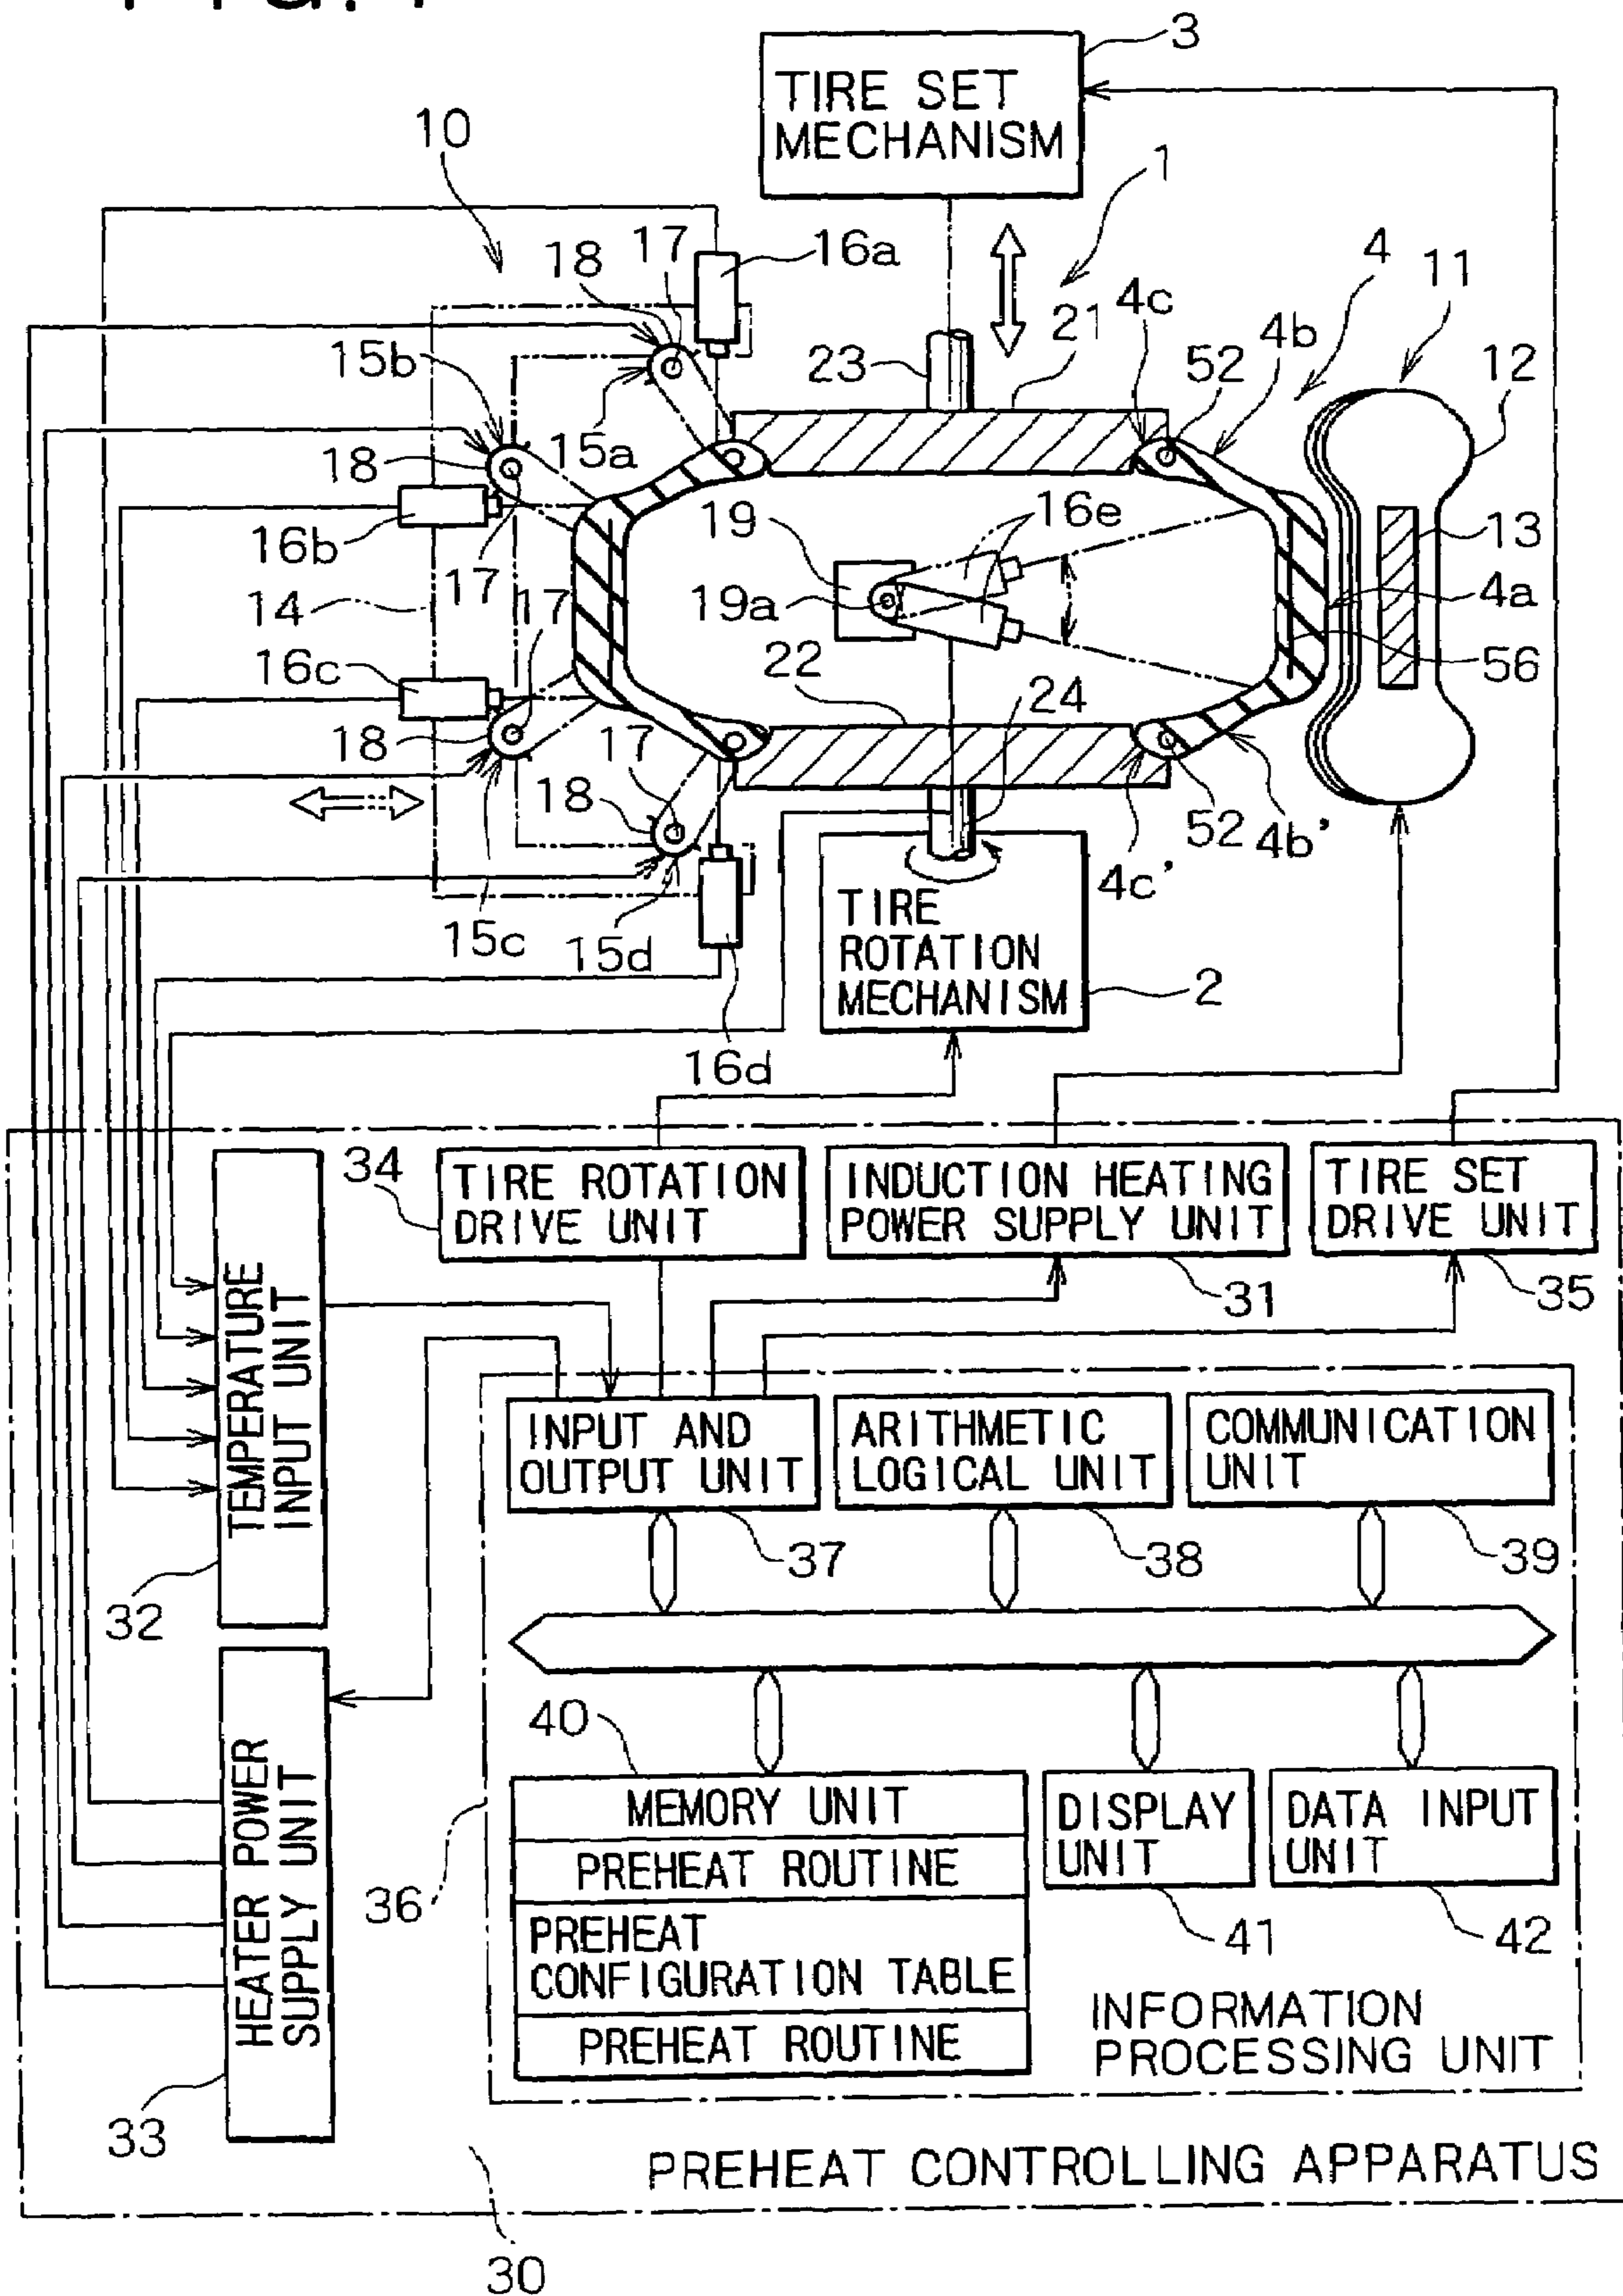 FIG. 1
3
TIRE SET
MECHANISM
10
1
18
17
16a
4c
21
4b
4
11
15b
23
52
12
15a
18
16b
19
16e
13
17
17
19a
14
4a
22
16c
56
24
18
17
18
52
4b'
4c'
15c
15d
TIRE
ROTATION
MECHANISM
2
16d
34
TIRE ROTATION
DRIVE UNIT
INDUCTION HEATING
POWER SUPPLY UNIT
TIRE SET
DRIVE UNIT
31
35
TEMPERATURE
INPUT UNIT
INPUT AND
OUTPUT UNIT
ARITHMETIC
LOGICAL UNIT
COMMUNICATION
UNIT
37
38
39
32
40
MEMORY UNIT
PREHEAT ROUTINE
PREHEAT
CONFIGURATION TABLE
PREHEAT ROUTINE
DISPLAY
UNIT
DATA INPUT
UNIT
36
41
42
HEATER POWER
SUPPLY UNIT
INFORMATION
PROCESSING UNIT
33
PREHEAT CONTROLLING APPARATUS
30